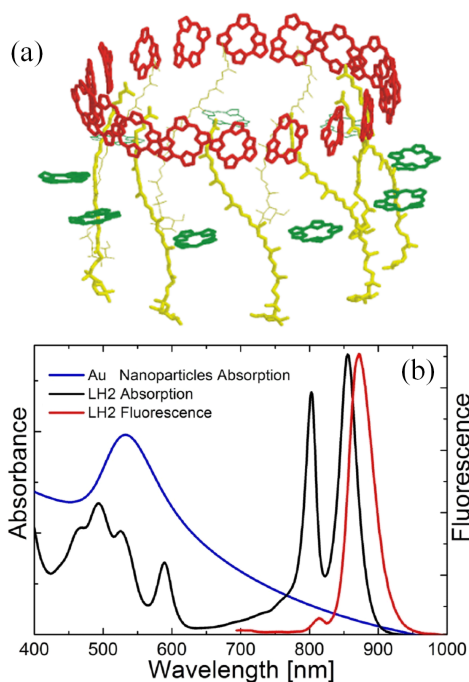 (a)
(b)
Au Nanoparticles Absorption
LH2 Absorption
LH2 Fluorescence
Absorbance
Fluorescence
400 500 600 700 800 900 1000
Wavelength [nm]